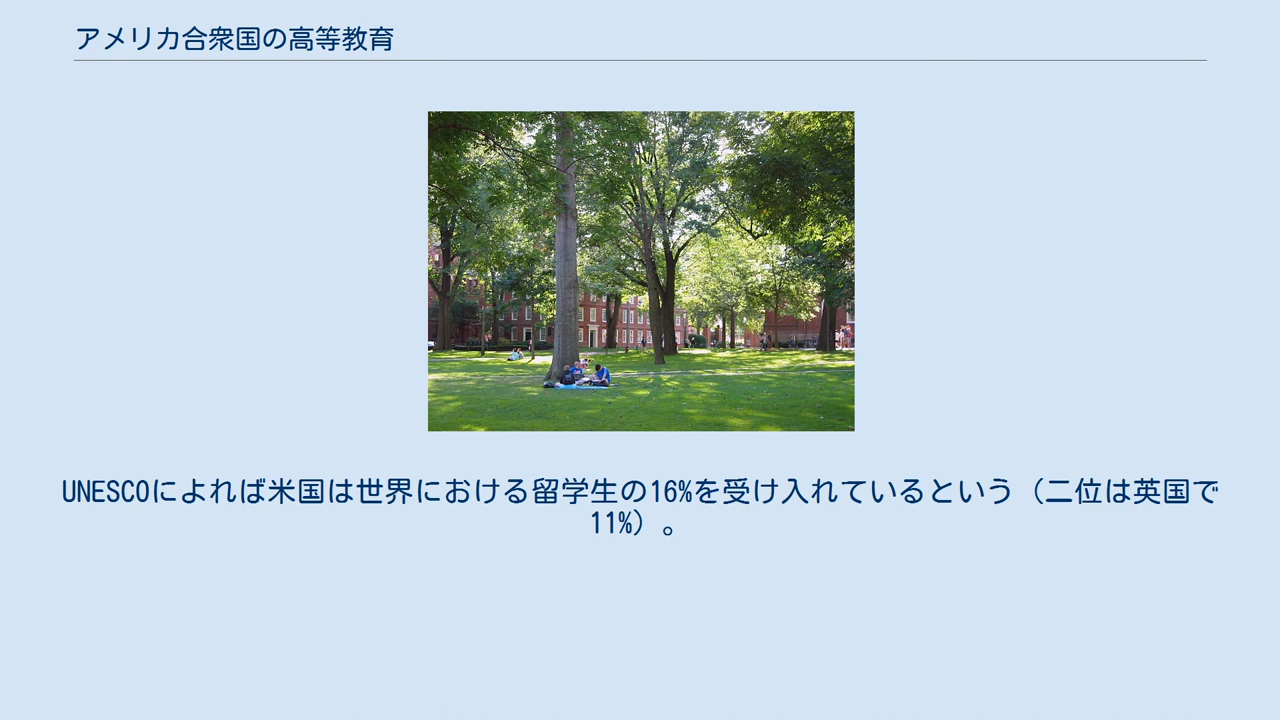 アメリカ合衆国の高等教育
UNESCOによれば米国は世界における留学生の16%を受け入れているという（二位は英国で
11%）。